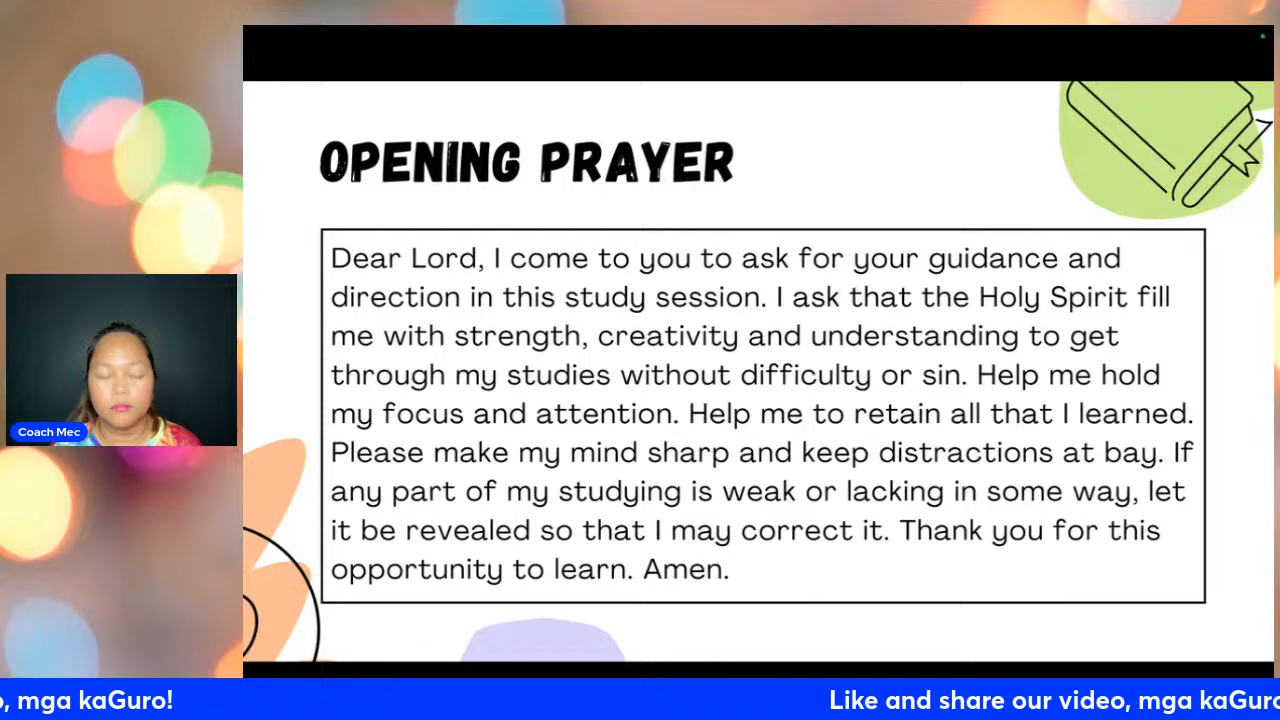 OPENING PRAYER
Dear Lord, I come to you to ask for your guidance and
direction in this study session. I ask that the Holy Spirit fill
me with strength, creativity and understanding to get
through my studies without difficulty or sin. Help me hold
my focus and attention. Help me to retain all that I learned.
Please make my mind sharp and keep distractions at bay. If
any part of my studying is weak or lacking in some way, let
it be revealed so that I may correct it. Thank you for this
opportunity to learn. Amen.
Coach Mec
, mga kaGuro! Like and share our video, mga kaGuro